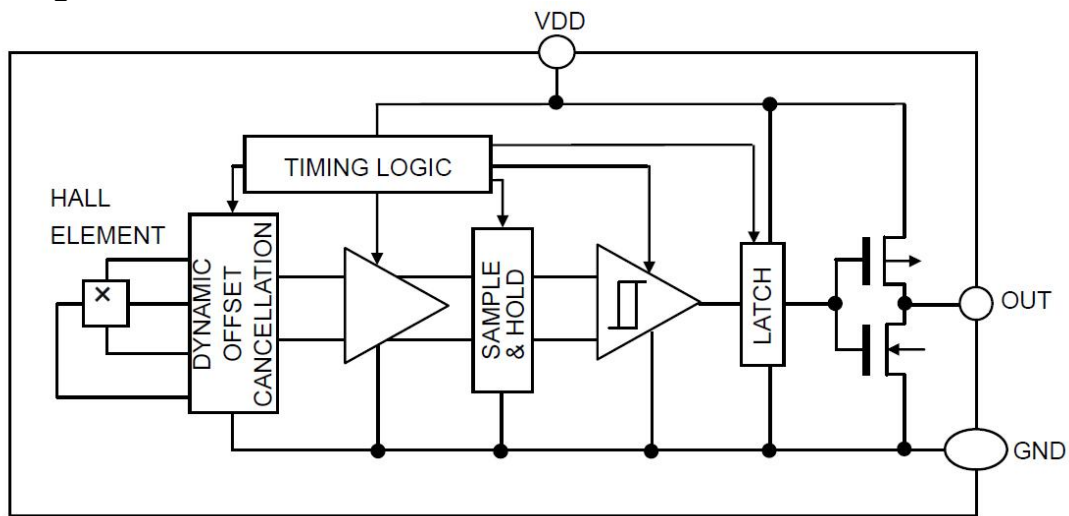 VDD
TIMING LOGIC
HALL
ELEMENT
DYNAMIC
OFFSET
CANCELLATION
×
SAMPLE
& HOLD
LATCH
OUT
GND